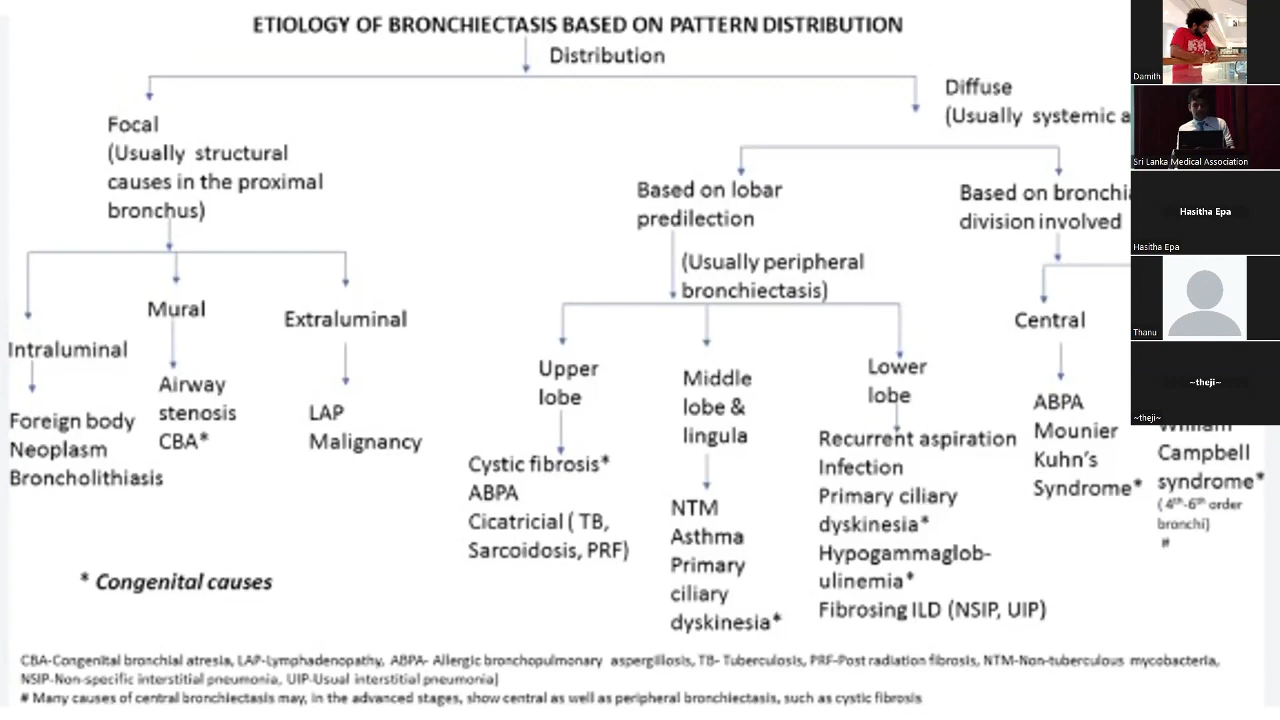 ETIOLOGY OF BRONCHIECTASIS BASED ON PATTERN DISTRIBUTION
Distribution
Focal
(Usually structural
causes in the proximal
bronchus)
Intraluminal
Foreign body
Neoplasm
Broncholithiasis
Mural
Airway
stenosis
CBA*
Extraluminal
LAP
Malignancy
Diffuse
(Usually systemic
Based on lobar
predilection
(Usually peripheral
bronchiectasis)
Upper
lobe
Cystic fibrosis*
ABPA
Cicatricial ( TB,
Sarcoidosis, PRF)
Middle
lobe &
lingula
NTM
Asthma
Primary
ciliary
dyskinesia*
Lower
lobe
Recurrent aspiration
Infection
Primary ciliary
dyskinesia*
Hypogammaglob-
ulinemia*
Fibrosing ILD (NSIP, UIP)
Based on
division involved
Central
ABPA
Mounier
Kuhn's
Syndrome*
William
Campbell
syndrome*
( 4th-6th order
bronchi)
#
* Congenital causes
CBA-Congenital bronchial atresia, LAP-Lymphadenopathy, ABPA- Allergic bronchopulmonary aspergillosis, TB- Tuberculosis, PRF-Post radiation fibrosis, NTM-Non-tuberculous mycobacteria,
NSIP-Non-specific interstitial pneumonia, UIP-Usual interstitial pneumonia]
# Many causes of central bronchiectasis may, in the advanced stages, show central as well as peripheral bronchiectasis, such as cystic fibrosis
Damith
Sri Lanka Medical Association
Hasitha Epa
Hasitha Epa
Thanu
~theji~
~theji~